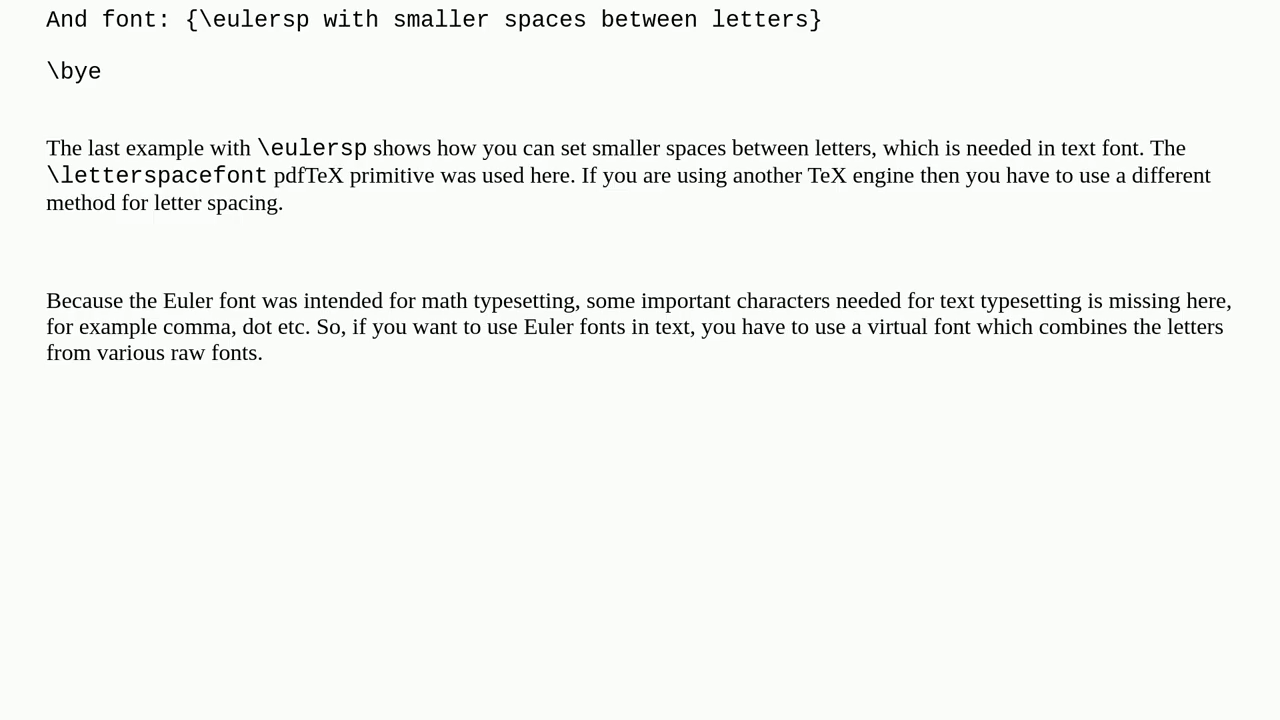 And font: {\eulersp with smaller spaces between letters}
\bye
The last example with \eulersp shows how you can set smaller spaces between letters, which is needed in text font. The
\letterspacefont pdfTeX primitive was used here. If you are using another TeX engine then you have to use a different
method for letter spacing.
Because the Euler font was intended for math typesetting, some important characters needed for text typesetting is missing here,
for example comma, dot etc. So, if you want to use Euler fonts in text, you have to use a virtual font which combines the letters
from various raw fonts.